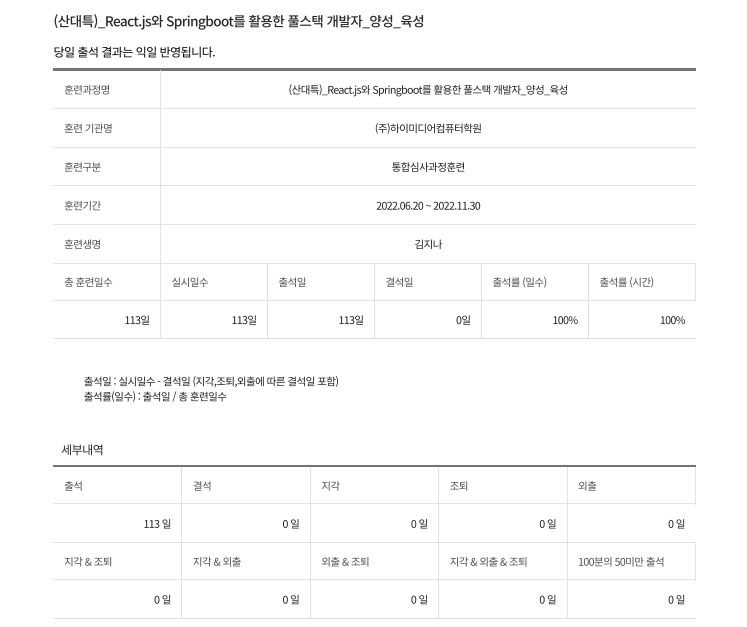 (산대특)_React.js와 Springboot를 활용한 풀스택 개발자_양성_육성
당일 출석 결과는 익일 반영됩니다.
훈련과정명 (산대특)_React.js와 Springboot를 활용한 풀스택 개발자_양성_육성
훈련 기관명 (주)하이미디어컴퓨터학원
훈련구분 통합심사과정훈련
훈련기간 2022.06.20 ~ 2022.11.30
훈련생명 김지나
총 훈련일수 실시일수 출석일 결석일 출석률 (일수) 출석률 (시간)
113일 113일 113일 0일 100% 100%
출석일 : 실시일수 - 결석일 (지각,조퇴,외출에 따른 결석일 포함)
출석률(일수) : 출석일 / 총 훈련일수
세부내역
출석 결석 지각 조퇴 외출
113 일 0 일 0 일 0 일 0 일
지각 & 조퇴 지각 & 외출 외출 & 조퇴 지각 & 외출 & 조퇴 100분의 50미만 출석
0 일 0 일 0 일 0 일 0 일